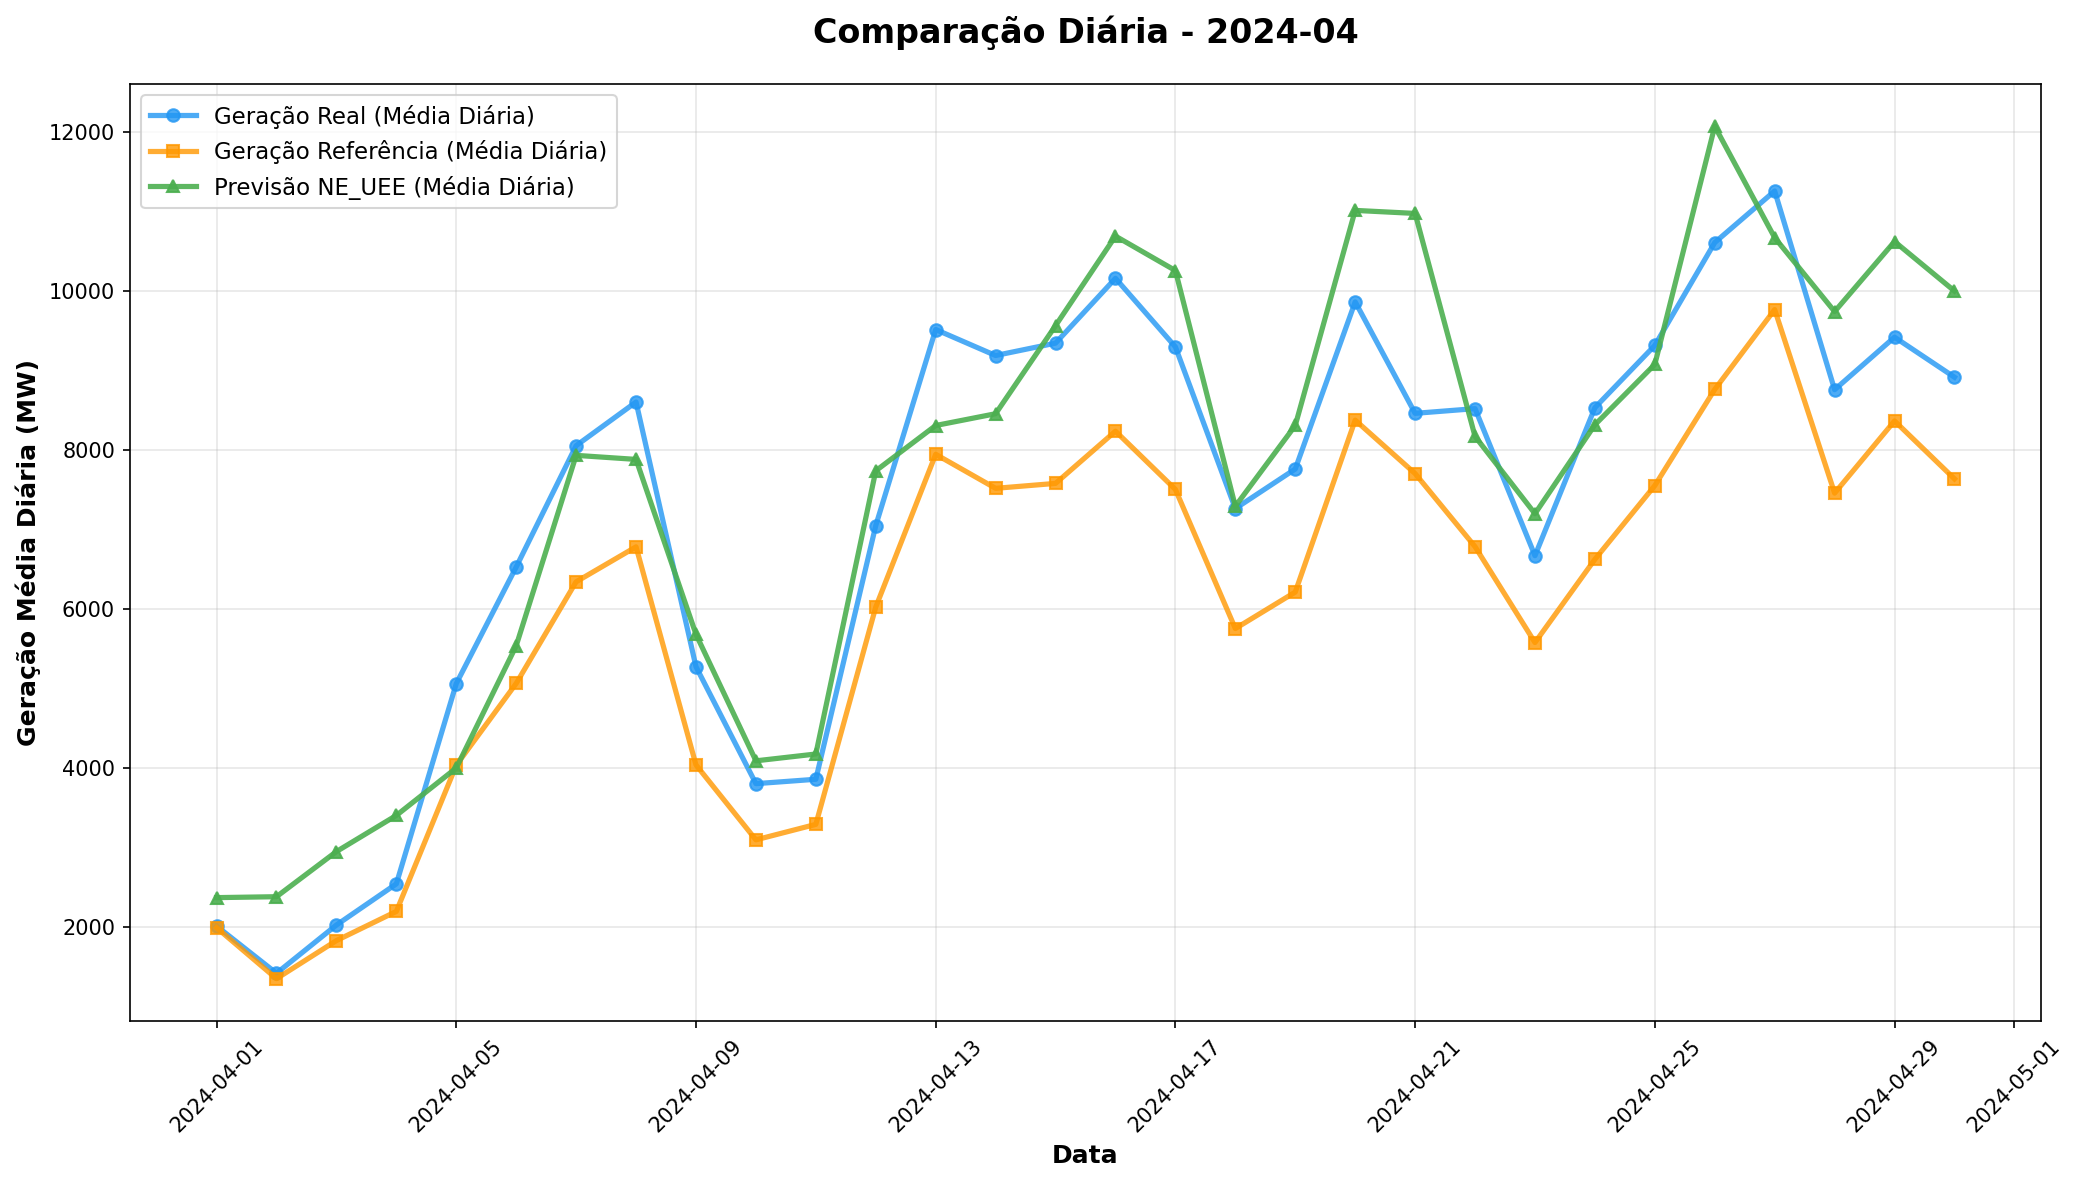 Comparação Diária - 2024-04
Geração Real (Média Diária)
Geração Referência (Média Diária)
Previsão NE_UEE (Média Diária)
Geração Média Diária (MW)
12000
10000
8000
6000
4000
2000
2024-04-01
2024-04-05
2024-04-09
2024-04-13
2024-04-17
2024-04-21
2024-04-25
2024-04-29
2024-05-01
Data